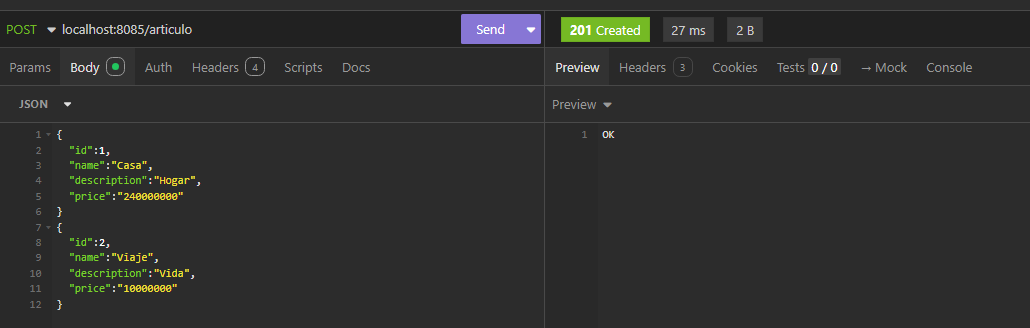 POST localhost:8085/articulo Send 201 Created 27 ms 2 B
Params Body Auth Headers 4 Scripts Docs Preview Headers 3 Cookies Tests 0 / 0 → Mock Console
JSON Preview
1 { 1 OK
2 "id":1,
3 "name":"Casa",
4 "description":"Hogar",
5 "price":"240000000"
6 }
7 {
8 "id":2,
9 "name":"Viaje",
10 "description":"Vida",
11 "price":"10000000"
12 }